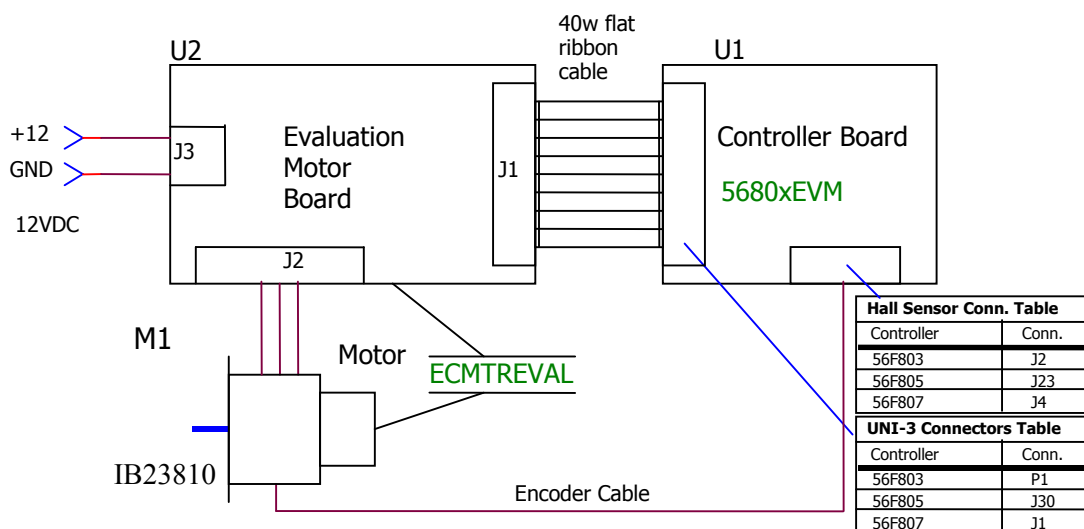 40w flat
ribbon
cable
U2
U1
+12
GND
12VDC
J3
Evaluation
Motor
Board
J1
Controller Board
5680xEVM
J2
M1
Motor
ECMTREVAL
IB23810
Encoder Cable
Hall Sensor Conn. Table
Controller Conn.
56F803 J2
56F805 J23
56F807 J4
UNI-3 Connectors Table
Controller Conn.
56F803 P1
56F805 J30
56F807 J1